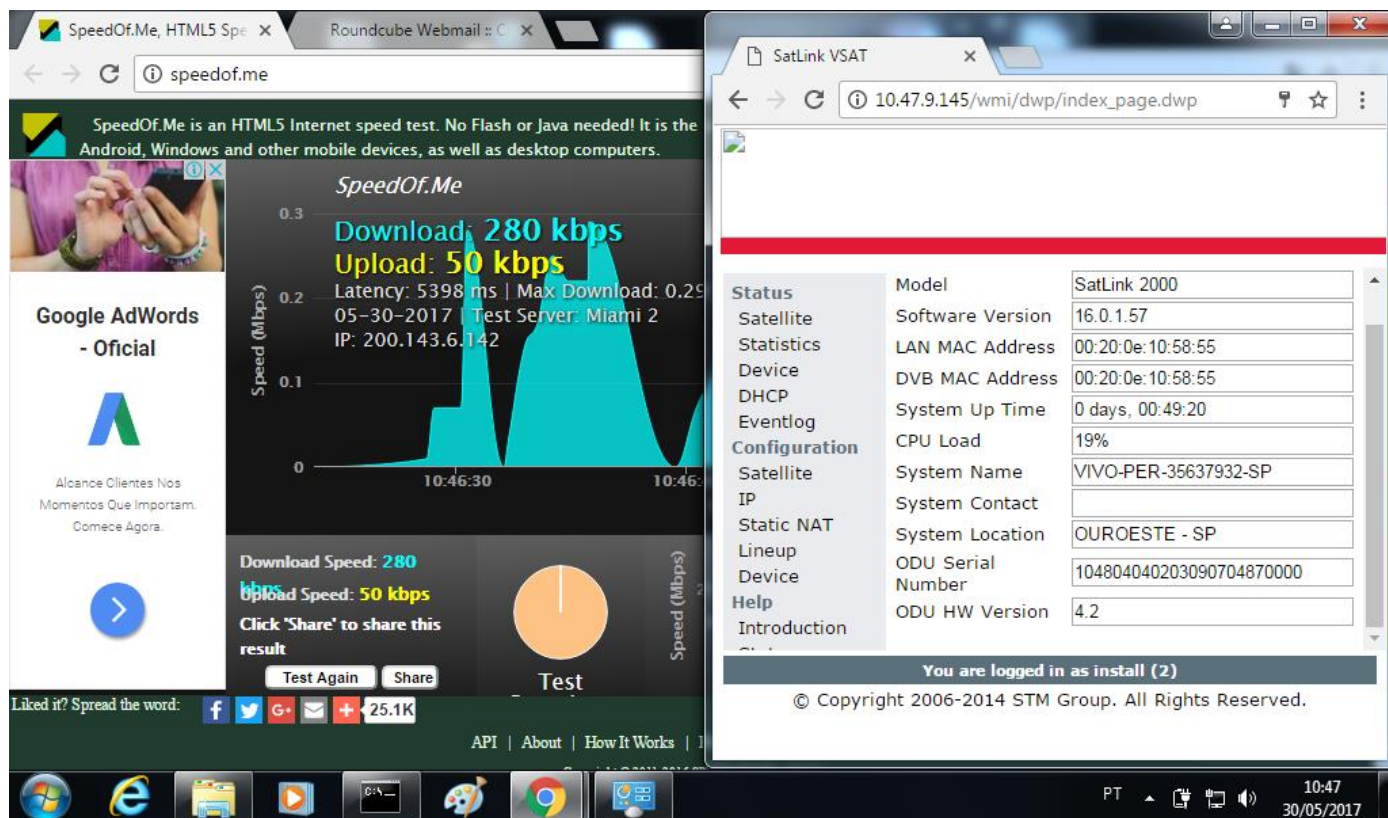 SpeedOf.Me, HTML5 Spe
Roundcube Webmail :: C
speedof.me
SpeedOf.Me is an HTML5 Internet speed test. No Flash or Java needed! It is the
Android, Windows and other mobile devices, as well as desktop computers.
Google AdWords
- Oficial
Alcance Clientes Nos
Momentos Que Importam.
Comece Agora.
SpeedOf.Me
Download: 280 kbps
Upload: 50 kbps
Latency: 5398 ms | Max Download: 0.29
05-30-2017 | Test Server: Miami 2
IP: 200.143.6.142
Speed (Mbps)
0.3
0.2
0.1
0
10:46:30
10:46:
Download Speed: 280
kbps
Upload Speed: 50 kbps
Click 'Share' to share this
result
Test Again
Share
Test
Speed (Mbps)
Liked it? Spread the word:
25.1K
API | About | How It Works |
SatLink VSAT
10.47.9.145/wmi/dwp/index_page.dwp
Status
Satellite
Statistics
Device
DHCP
Eventlog
Configuration
Satellite
IP
Static NAT
Lineup
Device
Help
Introduction
Model SatLink 2000
Software Version 16.0.1.57
LAN MAC Address 00:20:0e:10:58:55
DVB MAC Address 00:20:0e:10:58:55
System Up Time 0 days, 00:49:20
CPU Load 19%
System Name VIVO-PER-35637932-SP
System Contact
System Location OUROESTE - SP
ODU Serial
Number 104804040203090704870000
ODU HW Version 4.2
You are logged in as install (2)
© Copyright 2006-2014 STM Group. All Rights Reserved.
C:\
PT
10:47
30/05/2017